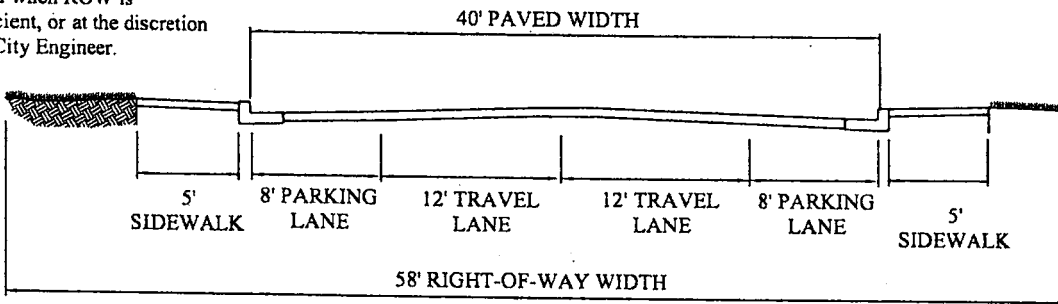 when ROW is
cient, or at the discretion
City Engineer.
40' PAVED WIDTH
5'
SIDEWALK
8' PARKING
LANE
12' TRAVEL
LANE
12' TRAVEL
LANE
8' PARKING
LANE
5'
SIDEWALK
58' RIGHT-OF-WAY WIDTH